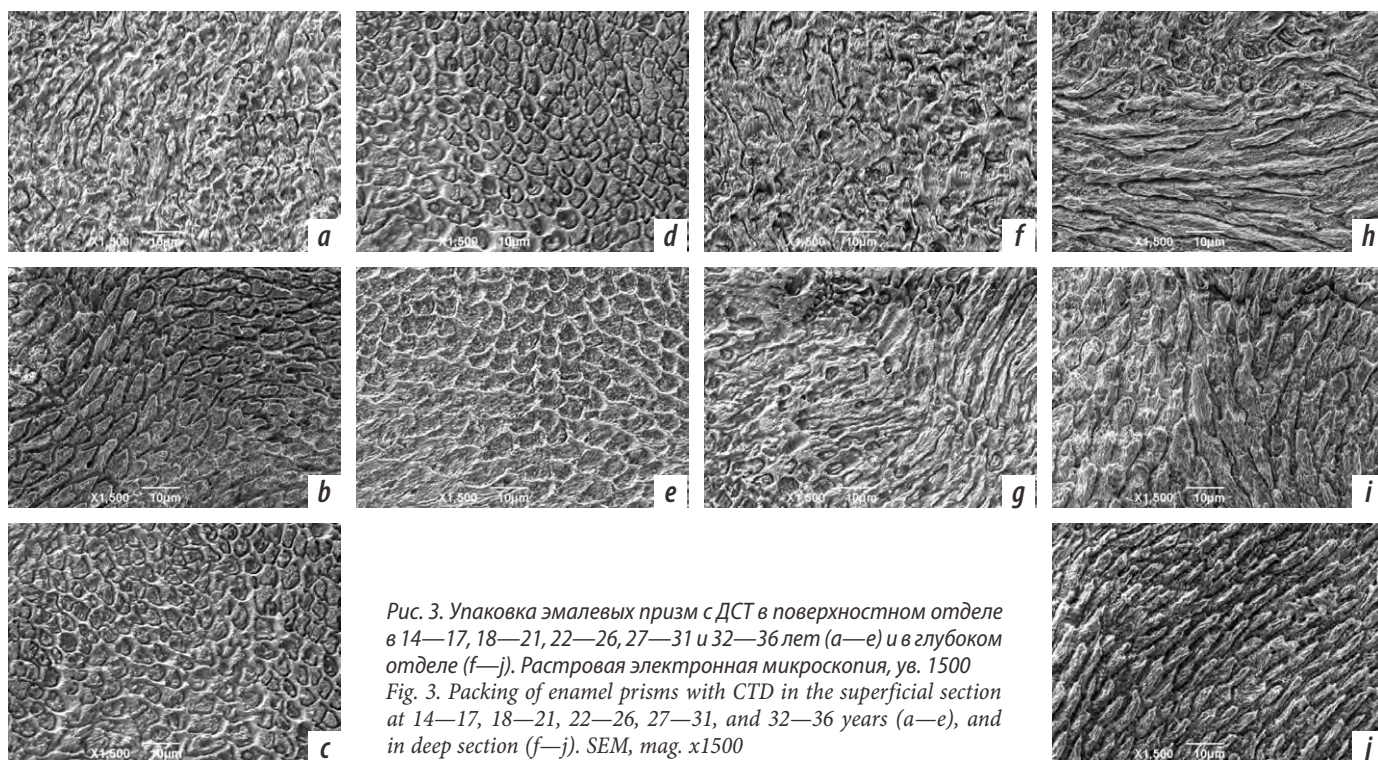 a
X1,500 10µm
d
X1,500 10µm
f
X1,500 10µm
h
X1,500 10µm
b
X1,500 10µm
e
X1,500 10µm
g
X1,500 10µm
i
X1,500 10µm
c
X1,500 10µm
j
X1,500 10µm
Рис. 3. Упаковка эмалевых призм с ДСТ в поверхностном отделе
в 14—17, 18—21, 22—26, 27—31 и 32—36 лет (a—e) и в глубоком
отделе (f—j). Растровая электронная микроскопия, ув. 1500
Fig. 3. Packing of enamel prisms with CTD in the superficial section
at 14—17, 18—21, 22—26, 27—31, and 32—36 years (a—e), and
in deep section (f—j). SEM, mag. x1500